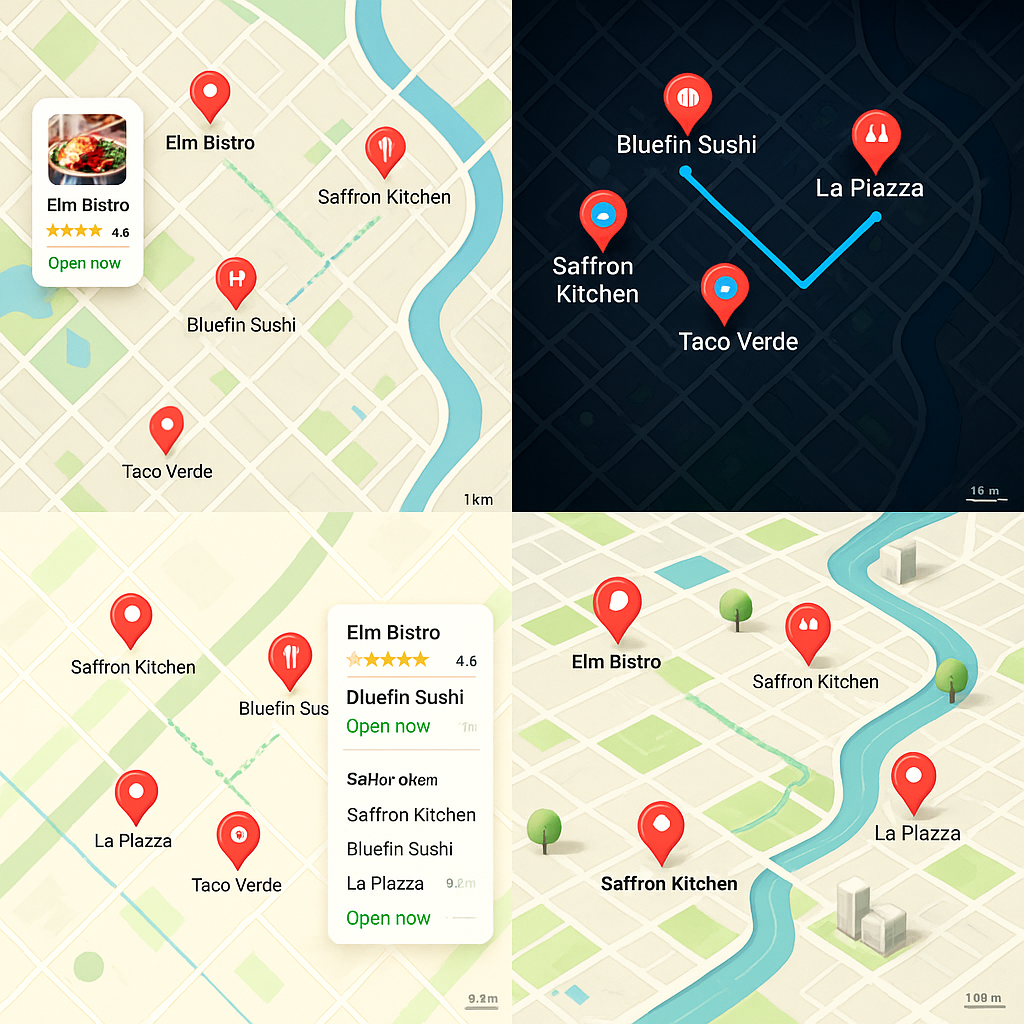 Elm Bistro
Saffron Kitchen
Elm Bistro
4.6
Open now
Bluefin Sushi
Taco Verde
1km
Bluefin Sushi
La Piazza
Saffron
Kitchen
Taco Verde
16 m
Saffron Kitchen
Bluefin Sus
La Plazza
Taco Verde
Elm Bistro
4.6
Dluefin Sushi
Open now
SaHor okem
Saffron Kitchen
Bluefin Sushi
La Plazza
Open now
9.2m
Elm Bistro
Saffron Kitchen
La Plazza
Saffron Kitchen
109 m